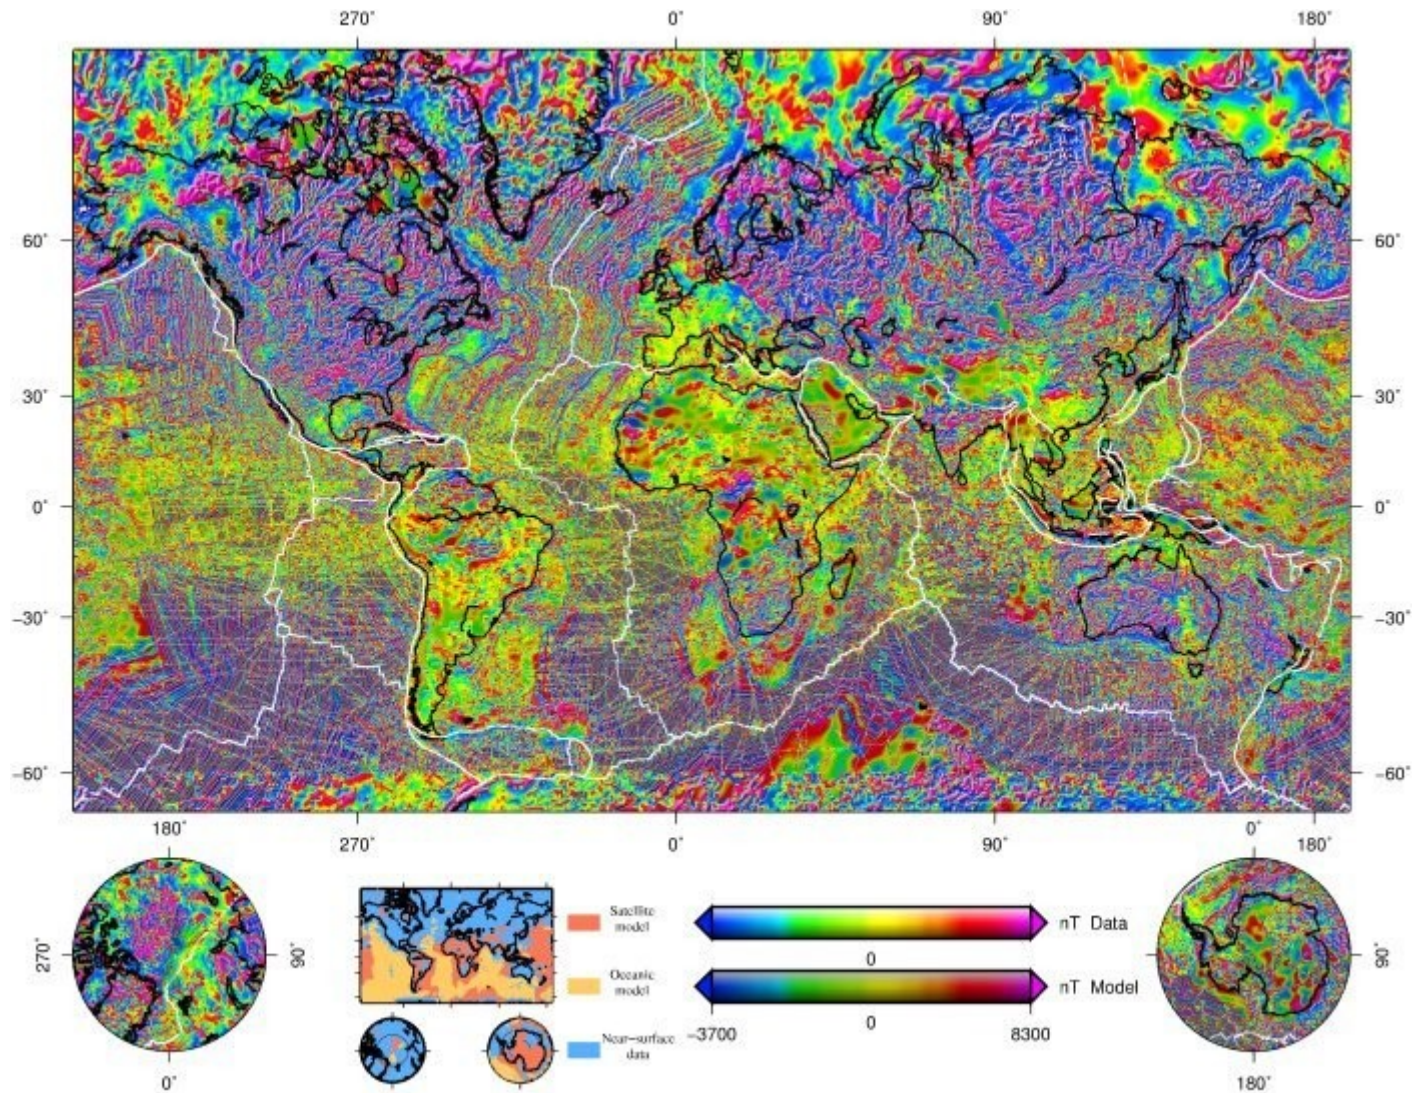 270° 0° 90° 180°
60° 60°
30° 30°
0° 0°
−30° −30°
−60° −60°
180° 270° 0° 90° 0° 180°
270° 90°
0°
Satellite
model
Oceanic
model
Near−surface
data
nT Data
0
nT Model
−3700 0 8300
90°
180°